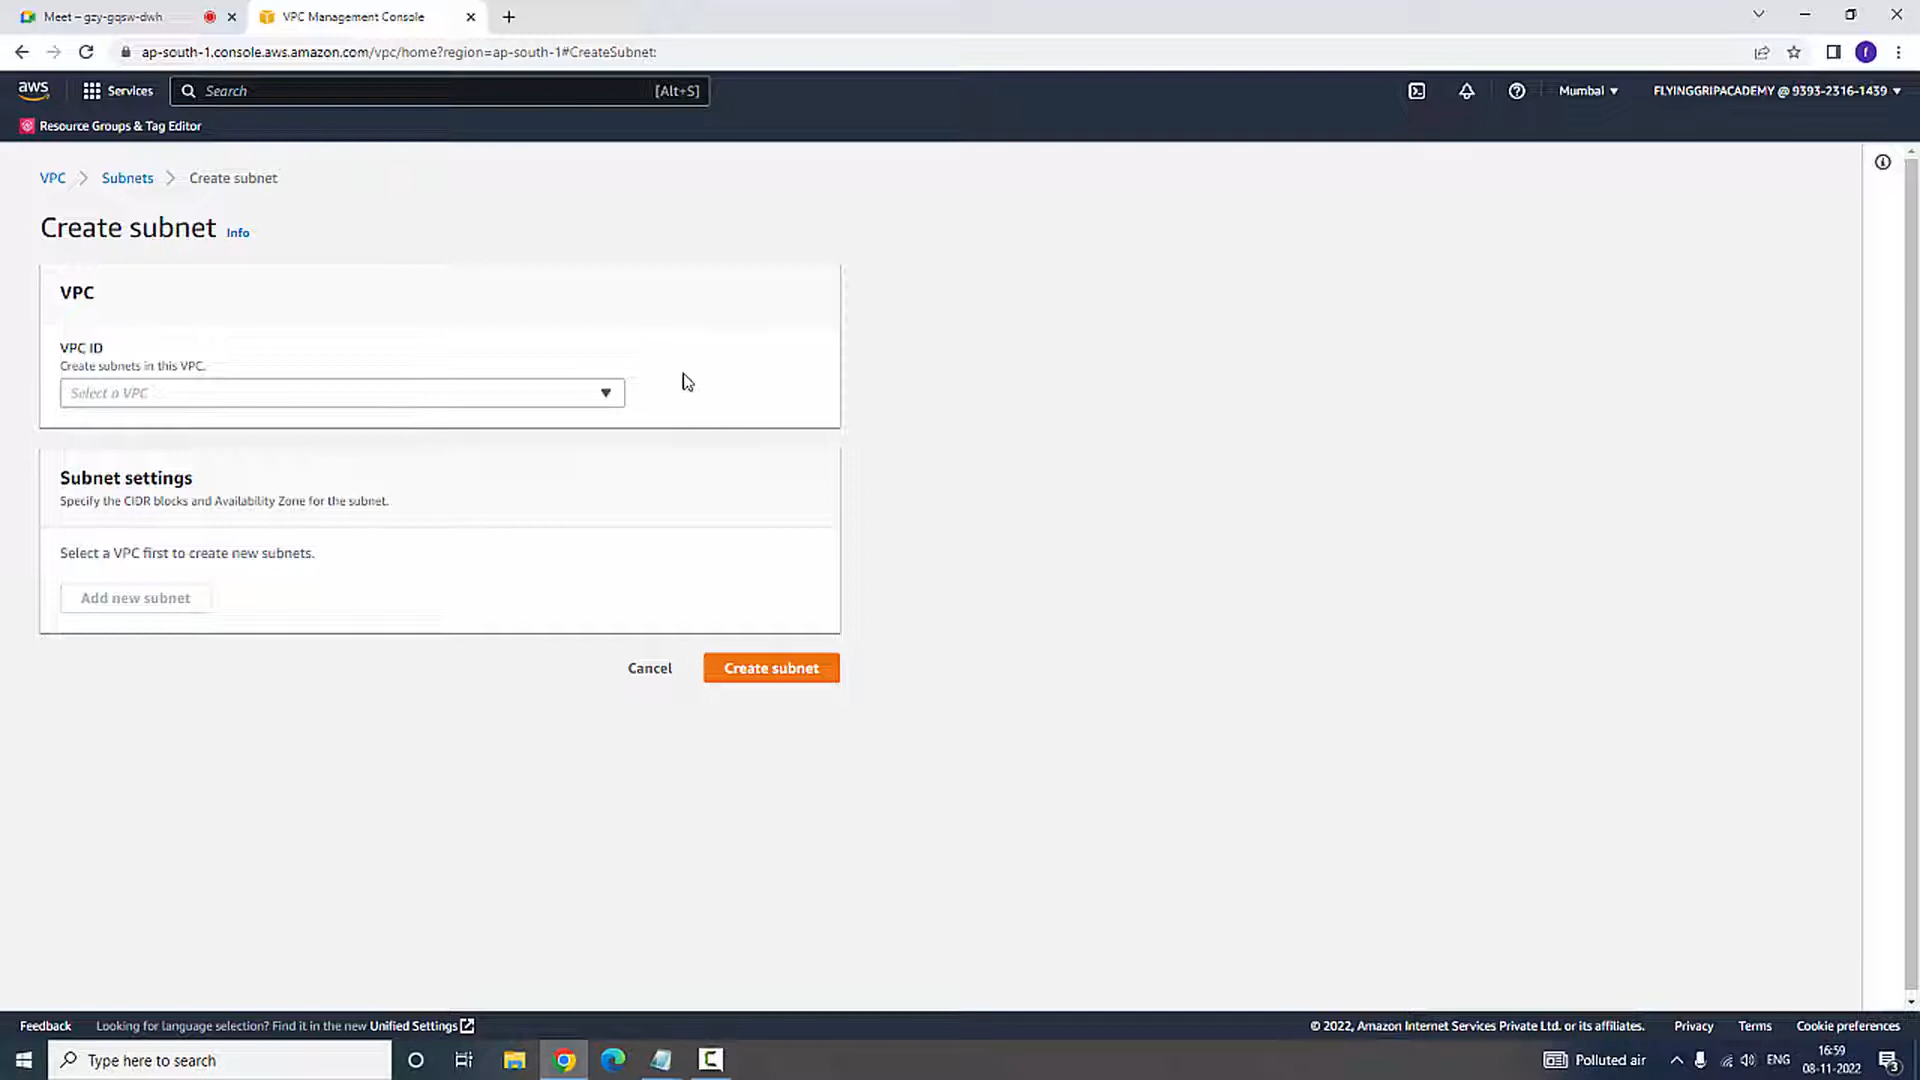 Meet – gzy-gqsw-dwh
VPC Management Console
ap-south-1.console.aws.amazon.com/vpc/home?region=ap-south-1#CreateSubnet:
f
aws
Services
Search
[Alt+S]
Mumbai
FLYINGGRIPACADEMY @ 9393-2316-1439
Resource Groups & Tag Editor
VPC
Subnets
Create subnet
Create subnet
Info
VPC
VPC ID
Create subnets in this VPC.
Select a VPC
Subnet settings
Specify the CIDR blocks and Availability Zone for the subnet.
Select a VPC first to create new subnets.
Add new subnet
Cancel
Create subnet
Feedback
Looking for language selection? Find it in the new Unified Settings
© 2022, Amazon Internet Services Private Ltd. or its affiliates.
Privacy
Terms
Cookie preferences
Type here to search
Polluted air
ENG
16:59
08-11-2022
3